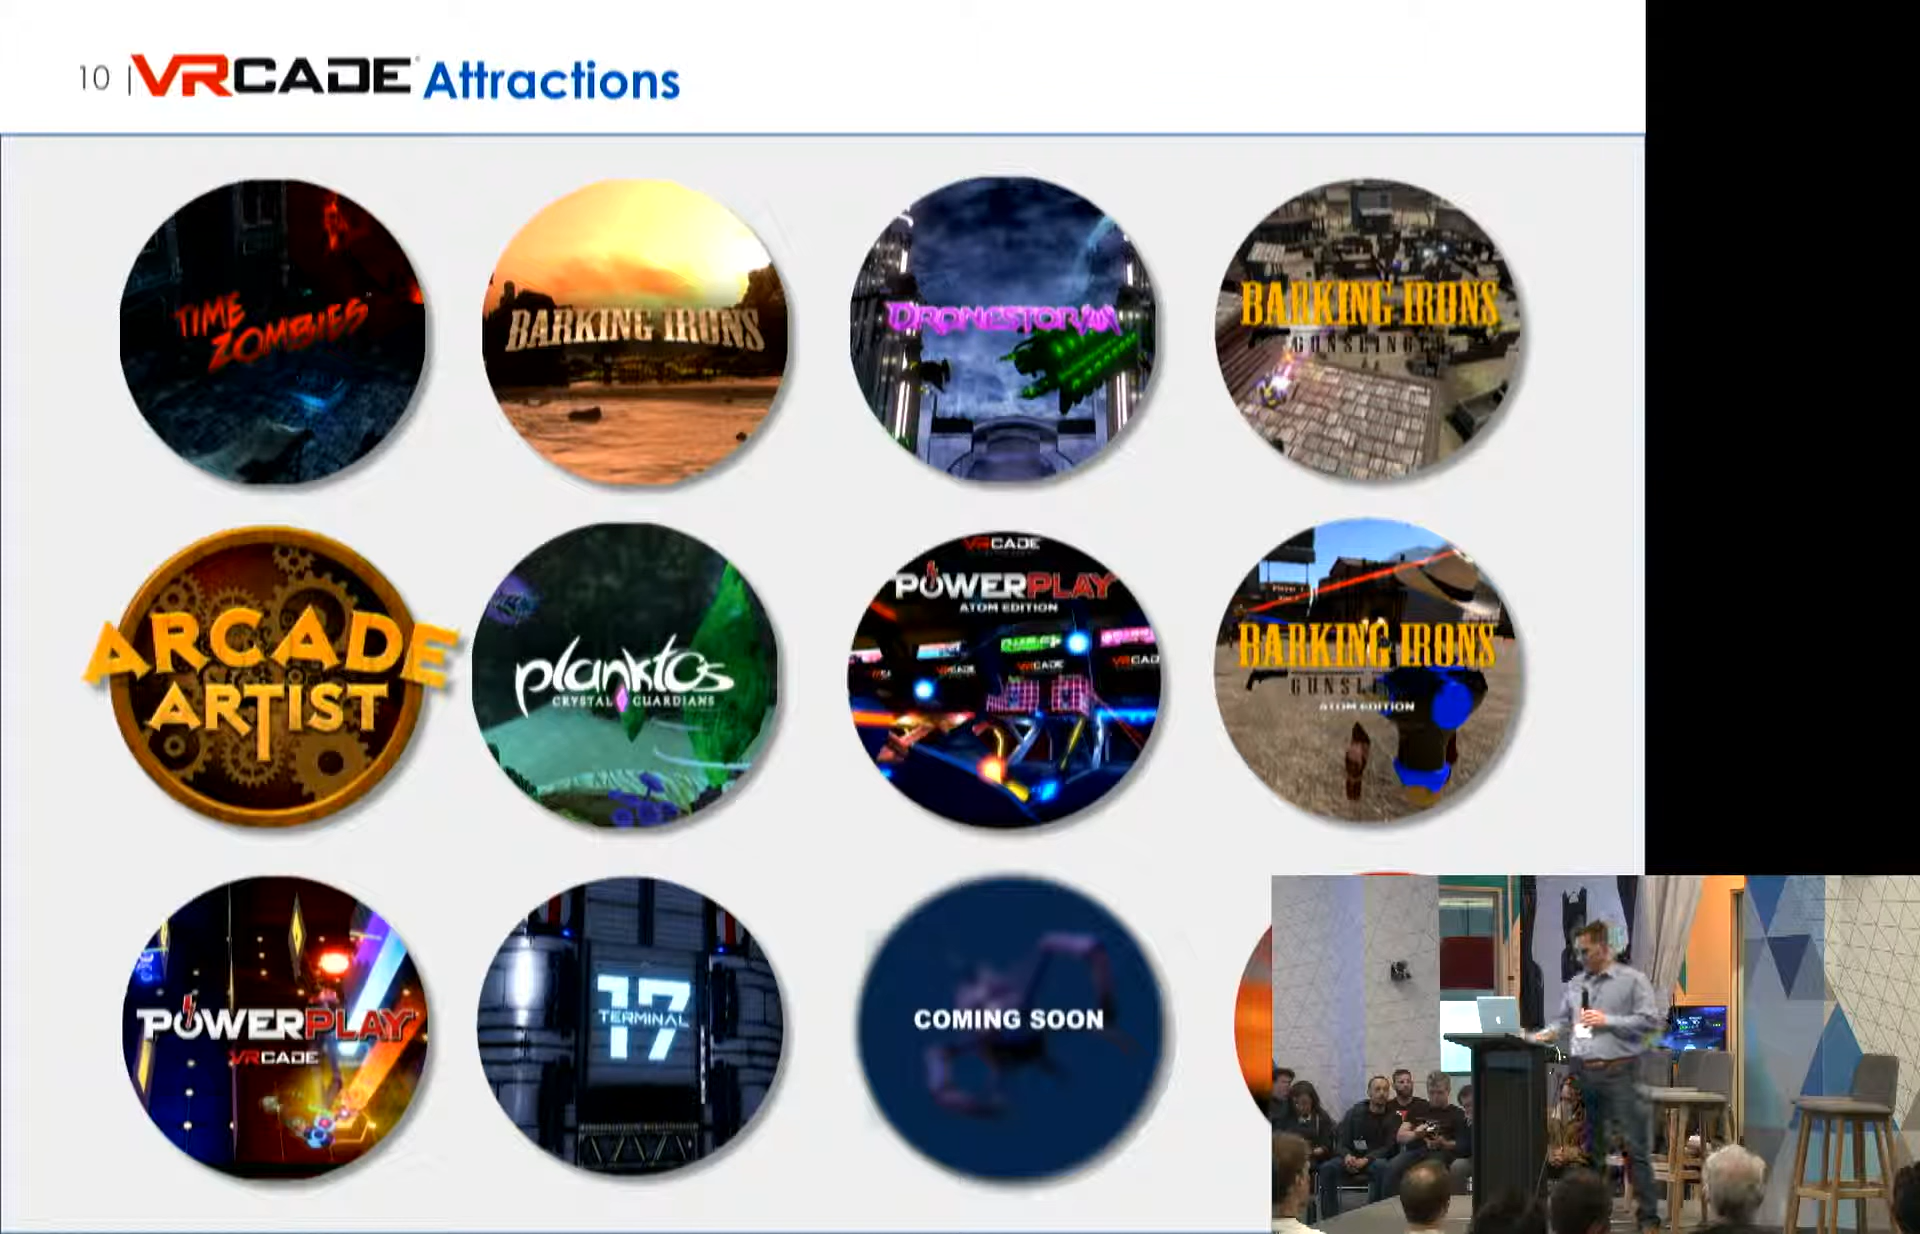 10 | VRCADE Attractions
TIME
ZOMBIES
BARKING IRONS
DRONESTORM
BARKING IRONS
GUNSLINGER
ARCADE
ARTIST
planktos
CRYSTAL GUARDIANS
VRCADE
POWERPLAY
ATOM EDITION
VRCADE
BARKING IRONS
ATOM EDITION
POWERPLAY
VRCADE
17
TERMINAL
COMING SOON